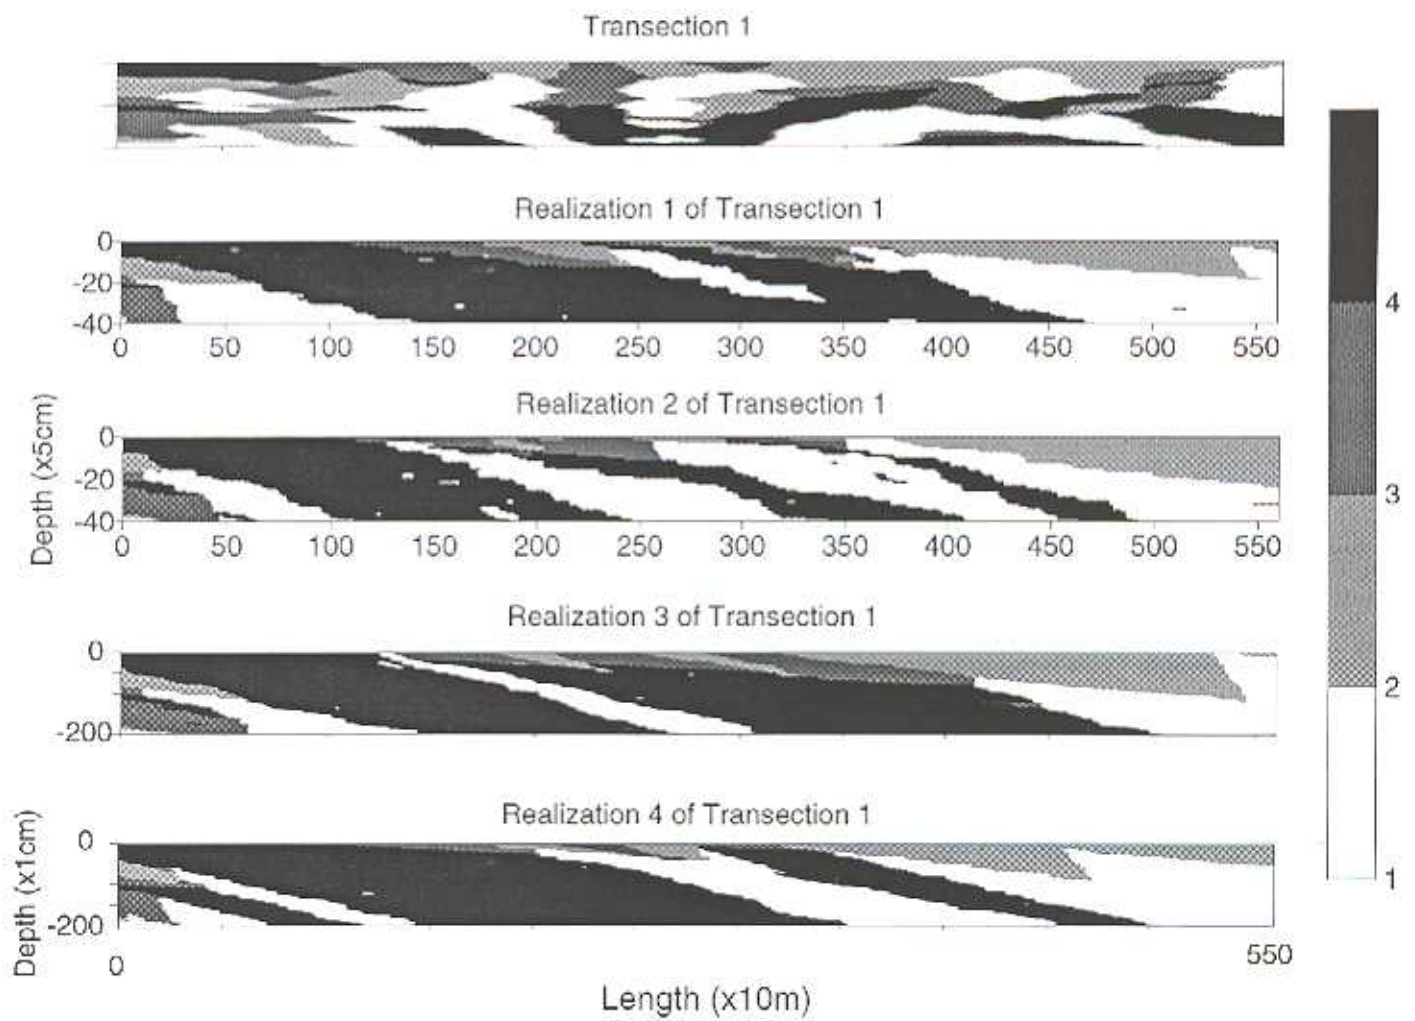 Transection 1
Realization 1 of Transection 1
0
-20
-40
0 50 100 150 200 250 300 350 400 450 500 550
Realization 2 of Transection 1
Depth (x5cm)
0
-20
-40
0 50 100 150 200 250 300 350 400 450 500 550
Realization 3 of Transection 1
0
-200
Realization 4 of Transection 1
Depth (x1cm)
0
-200
0 550
Length (x10m)
4
3
2
1